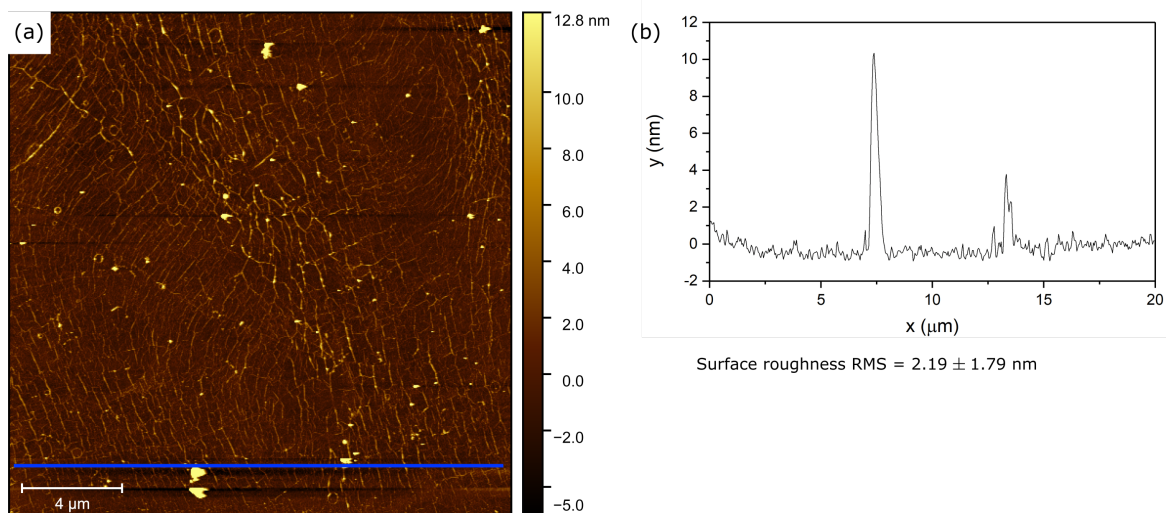 (a)
12.8 nm
10.0
8.0
6.0
4.0
2.0
0.0
−2.0
−5.0
4 µm
(b)
12
10
8
6
4
2
0
-2
y (nm)
0 5 10 15 20
x (µm)
Surface roughness RMS = 2.19 ± 1.79 nm